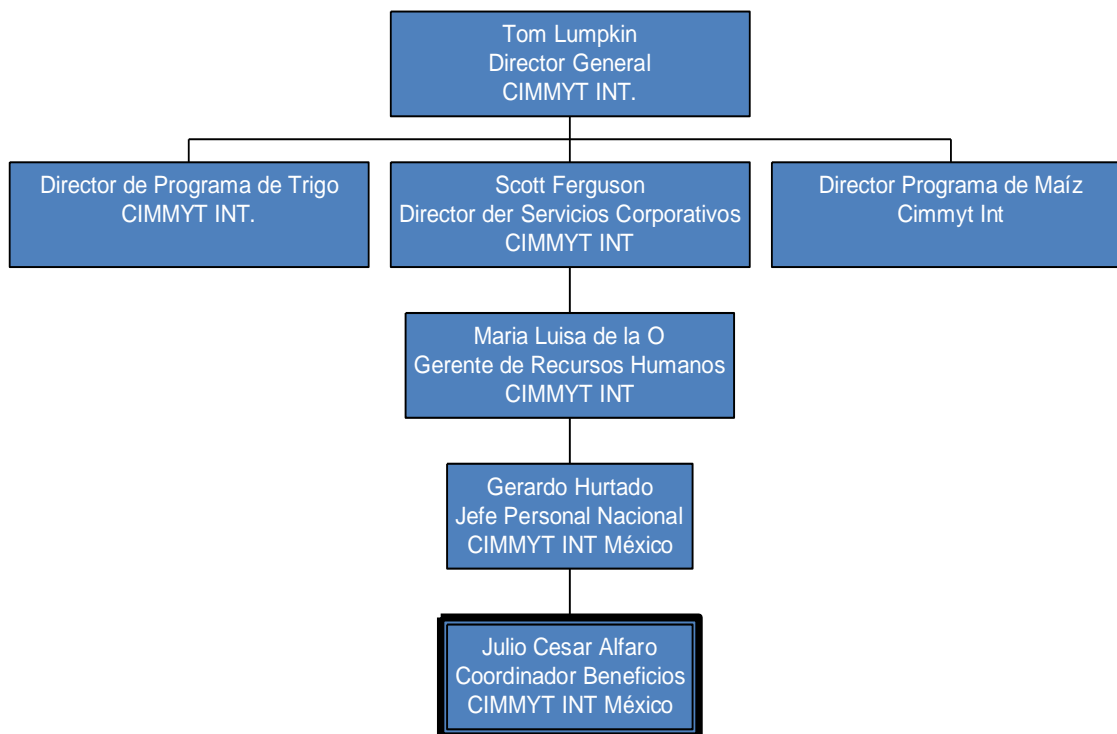 Tom Lumpkin
Director General
CIMMYT INT.
Director de Programa de Trigo
CIMMYT INT.
Scott Ferguson
Director der Servicios Corporativos
CIMMYT INT
Director Programa de Maíz
Cimmyt Int
Maria Luisa de la O
Gerente de Recursos Humanos
CIMMYT INT
Gerardo Hurtado
Jefe Personal Nacional
CIMMYT INT México
Julio Cesar Alfaro
Coordinador Beneficios
CIMMYT INT México